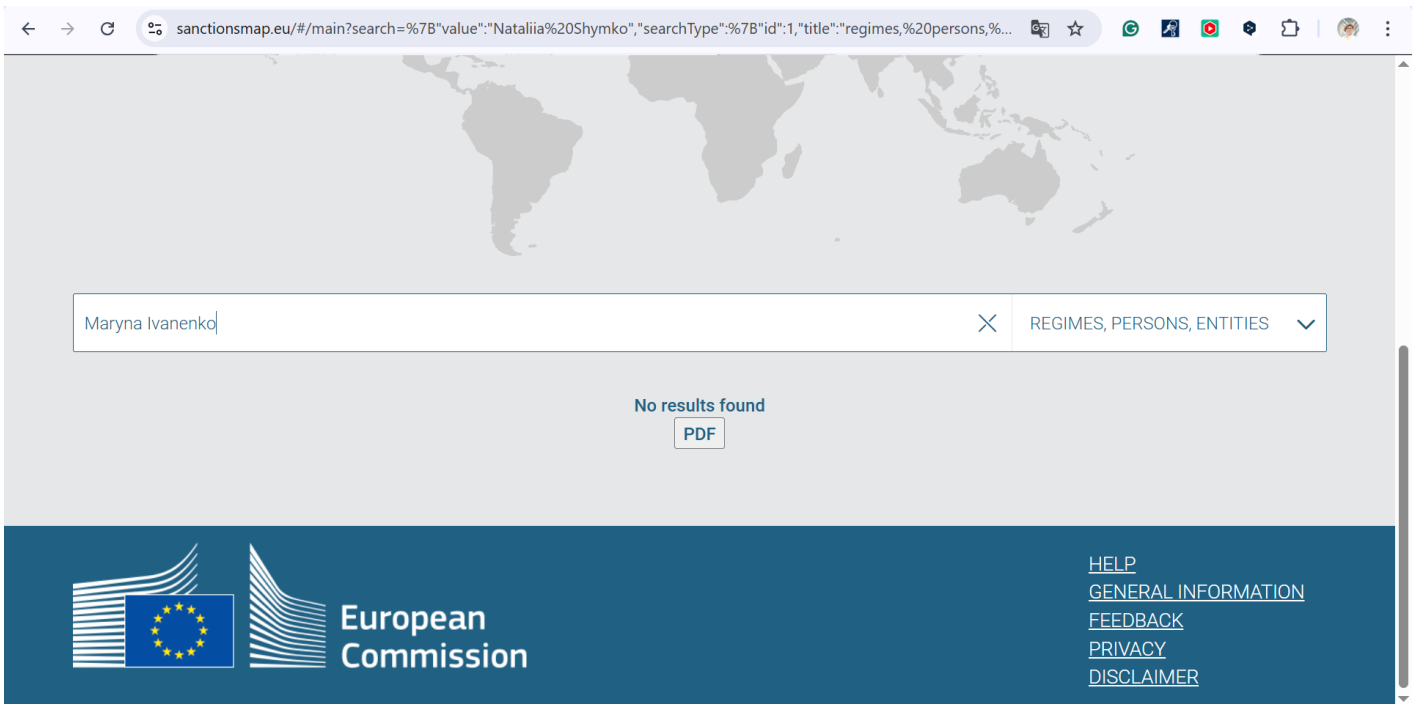 sanctionsmap.eu/#/main?search=%7B"value":"Nataliia%20Shymko","searchType":%7B"id":1,"title":"regimes,%20persons,%...
Maryna Ivanenko
REGIMES, PERSONS, ENTITIES
No results found
PDF
European
Commission
HELP
GENERAL INFORMATION
FEEDBACK
PRIVACY
DISCLAIMER